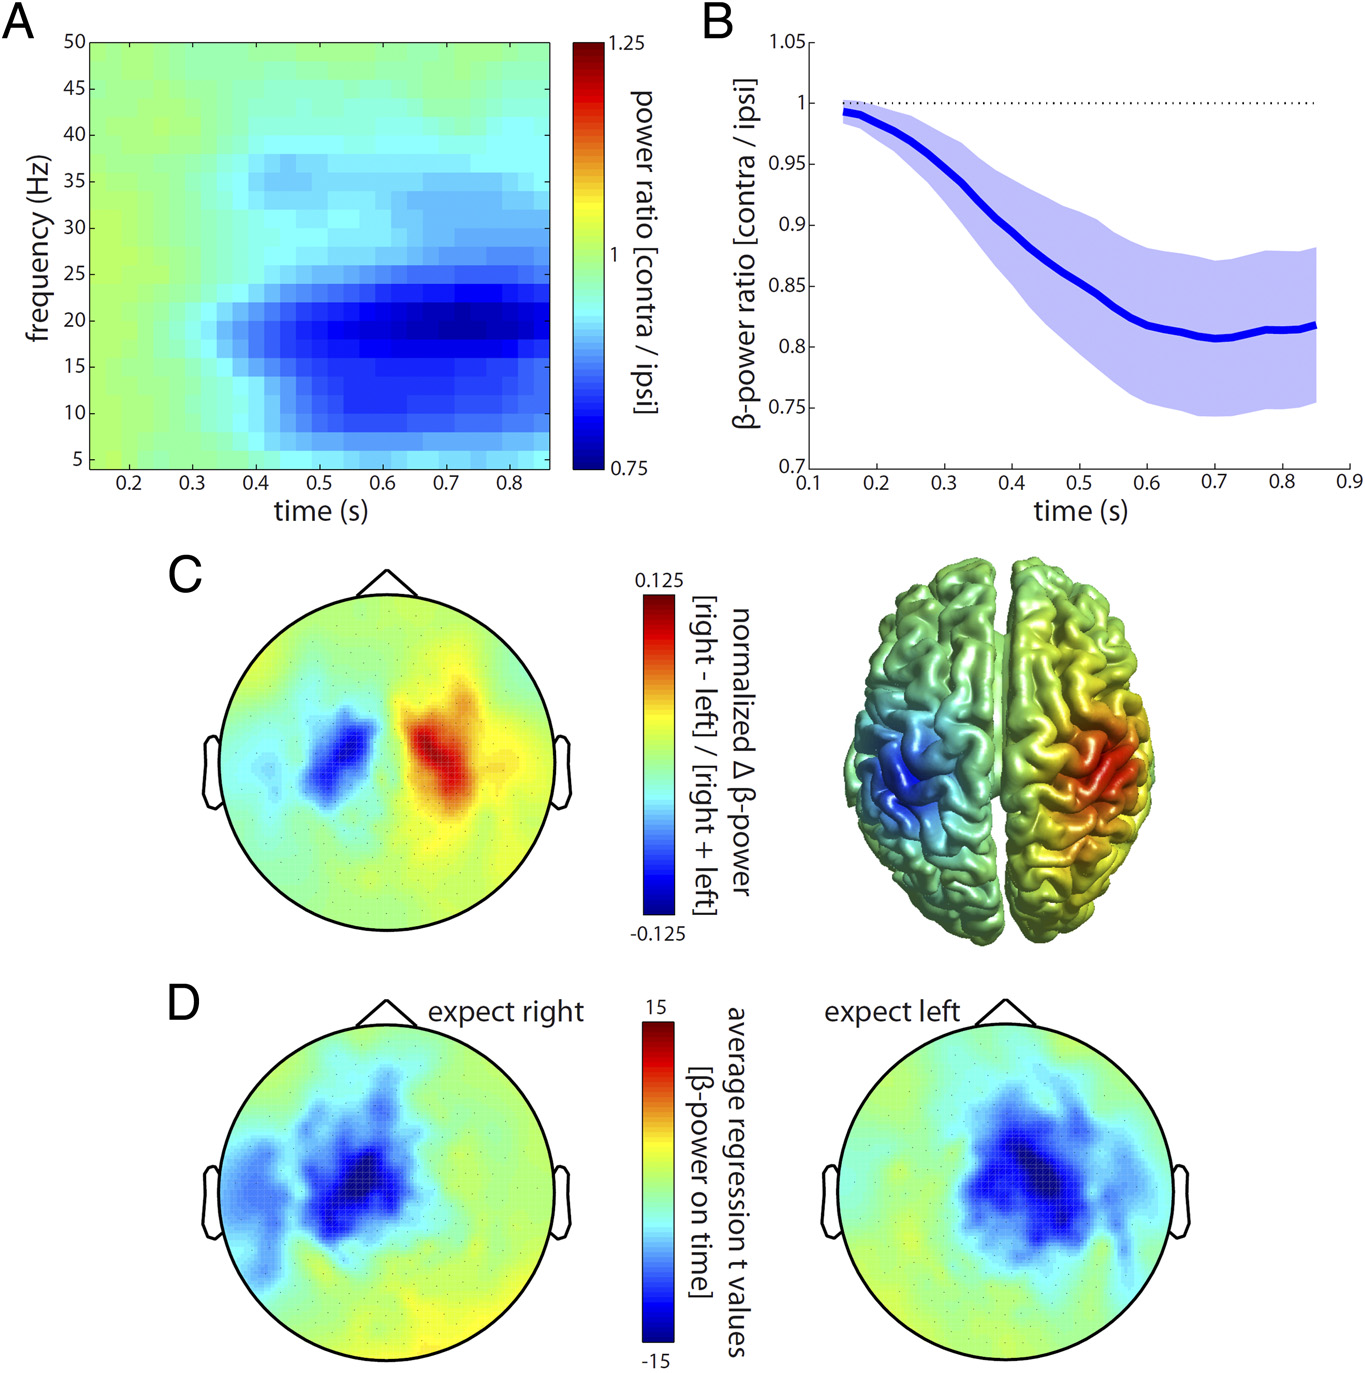 A
50
45
40
35
30
25
20
15
10
5
frequency (Hz)
0.2 0.3 0.4 0.5 0.6 0.7 0.8
time (s)
1.25
1
0.75
power ratio [contra / ipsi]
B
1.05
1
0.95
0.9
0.85
0.8
0.75
0.7
β-power ratio [contra / ipsi]
0.1 0.2 0.3 0.4 0.5 0.6 0.7 0.8 0.9
time (s)
C
0.125
-0.125
normalized Δ β-power
[right - left] / [right + left]
D
expect right
15
-15
average regression t values
[β-power on time]
expect left